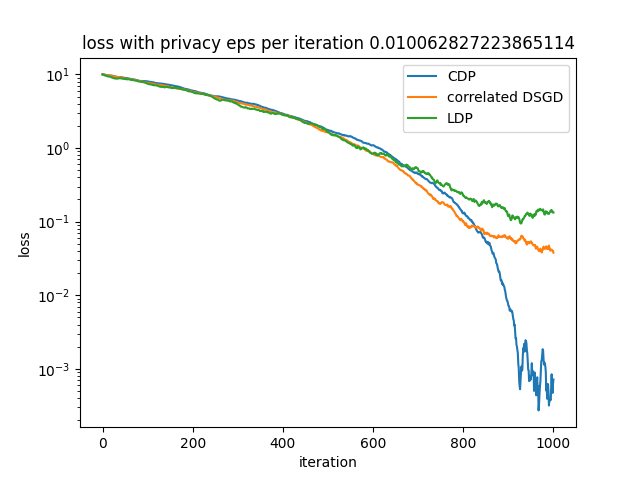 loss with privacy eps per iteration 0.010062827223865114
CDP
correlated DSGD
LDP
10¹
10⁰
10⁻¹
10⁻²
10⁻³
loss
0 200 400 600 800 1000
iteration